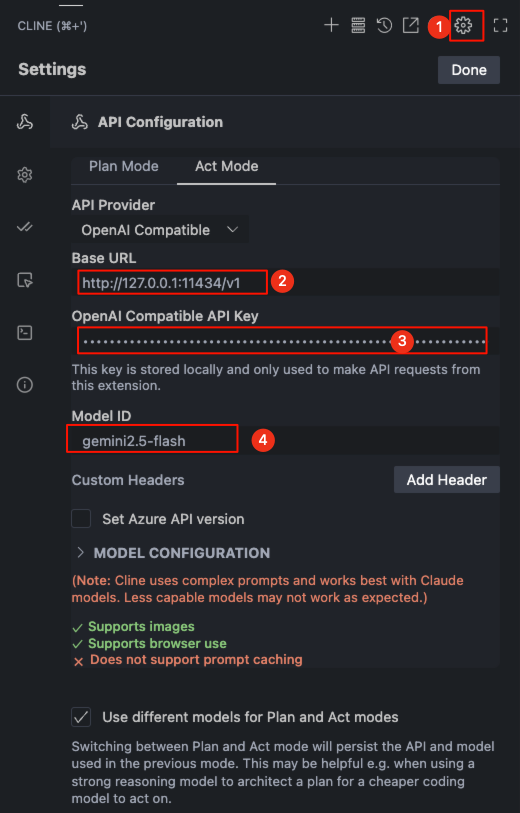 CLINE (⌘+')
1
Settings
Done
API Configuration
Plan Mode
Act Mode
API Provider
OpenAI Compatible
Base URL
http://127.0.0.1:11434/v1
2
OpenAI Compatible API Key
3
This key is stored locally and only used to make API requests from
this extension.
Model ID
gemini2.5-flash
4
Custom Headers
Add Header
Set Azure API version
MODEL CONFIGURATION
(Note: Cline uses complex prompts and works best with Claude
models. Less capable models may not work as expected.)
Supports images
Supports browser use
Does not support prompt caching
Use different models for Plan and Act modes
Switching between Plan and Act mode will persist the API and model
used in the previous mode. This may be helpful e.g. when using a
strong reasoning model to architect a plan for a cheaper coding
model to act on.